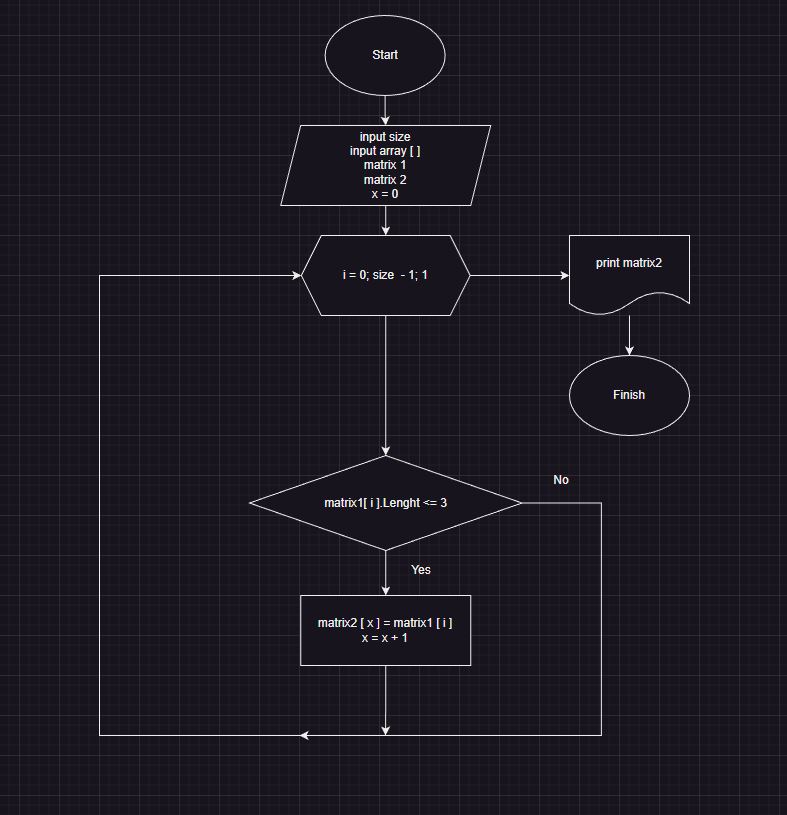 Start
input size
input array [ ]
matrix 1
matrix 2
x = 0
i = 0; size - 1; 1
print matrix2
Finish
matrix1[ i ].Lenght <= 3
No
Yes
matrix2 [ x ] = matrix1 [ i ]
x = x + 1